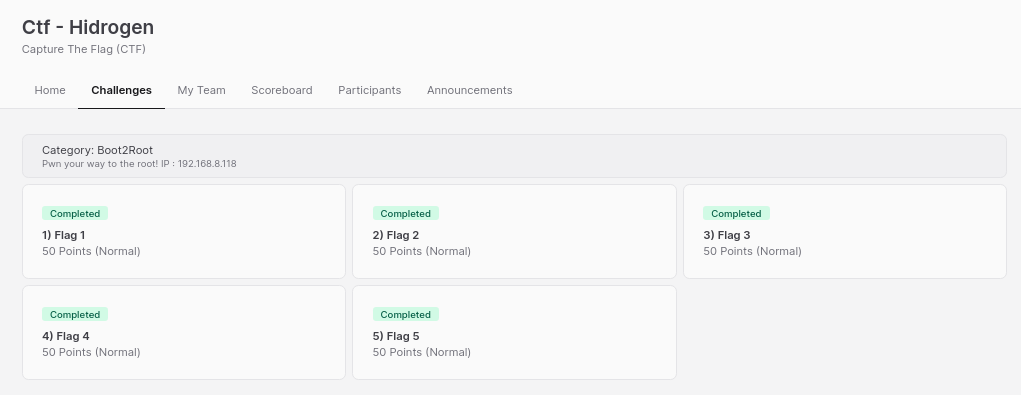 Ctf - Hidrogen
Capture The Flag (CTF)
Home Challenges My Team Scoreboard Participants Announcements
Category: Boot2Root
Pwn your way to the root! IP : 192.168.8.118
Completed
1) Flag 1
50 Points (Normal)
Completed
2) Flag 2
50 Points (Normal)
Completed
3) Flag 3
50 Points (Normal)
Completed
4) Flag 4
50 Points (Normal)
Completed
5) Flag 5
50 Points (Normal)